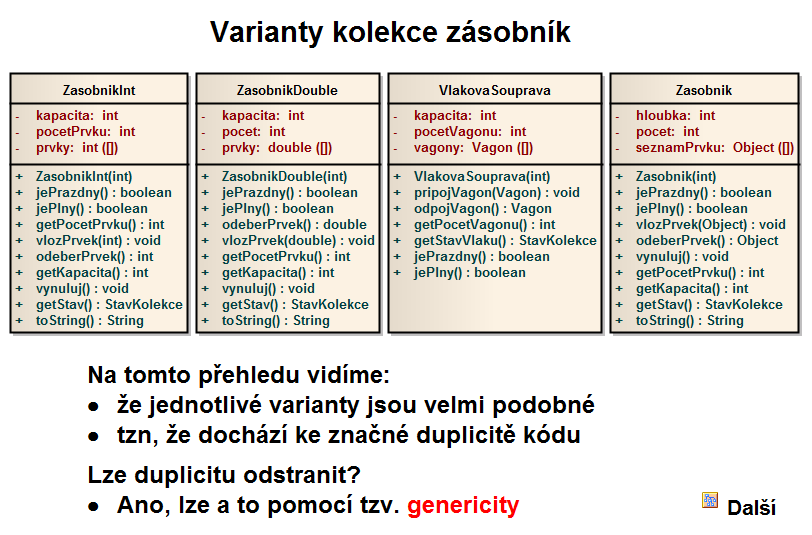 Varianty kolekce zásobník
ZasobnikInt
- kapacita: int
- pocetPrvku: int
- prvky: int ([])
+ ZasobnikInt(int)
+ jePrazdny() : boolean
+ jePlny() : boolean
+ getPocetPrvku() : int
+ vlozPrvek(int) : void
+ odeberPrvek() : int
+ getKapacita() : int
+ vynuluj() : void
+ getStav() : StavKolekce
+ toString() : String
ZasobnikDouble
- kapacita: int
- pocet: int
- prvky: double ([])
+ ZasobnikDouble(int)
+ jePrazdny() : boolean
+ jePlny() : boolean
+ odeberPrvek() : double
+ vlozPrvek(double) : void
+ getPocetPrvku() : int
+ getKapacita() : int
+ vynuluj() : void
+ getStav() : StavKolekce
+ toString() : String
VlakovaSouprava
- kapacita: int
- pocetVagonu: int
- vagony: Vagon ([])
+ VlakovaSouprava(int)
+ pripojVagon(Vagon) : void
+ odpojVagon() : Vagon
+ getPocetVagonu() : int
+ getStavVlaku() : StavKolekce
+ jePrazdny() : boolean
+ jePlny() : boolean
Zasobnik
- hloubka: int
- pocet: int
- seznamPrvku: Object ([])
+ Zasobnik(int)
+ jePrazdny() : boolean
+ jePlny() : boolean
+ vlozPrvek(Object) : void
+ odeberPrvek() : Object
+ vynuluj() : void
+ getPocetPrvku() : int
+ getKapacita() : int
+ getStav() : StavKolekce
+ toString() : String
Na tomto přehledu vidíme:
● že jednotlivé varianty jsou velmi podobné
● tzn, že dochází ke značné duplicitě kódu
Lze duplicitu odstranit?
● Ano, lze a to pomocí tzv. genericity
Další